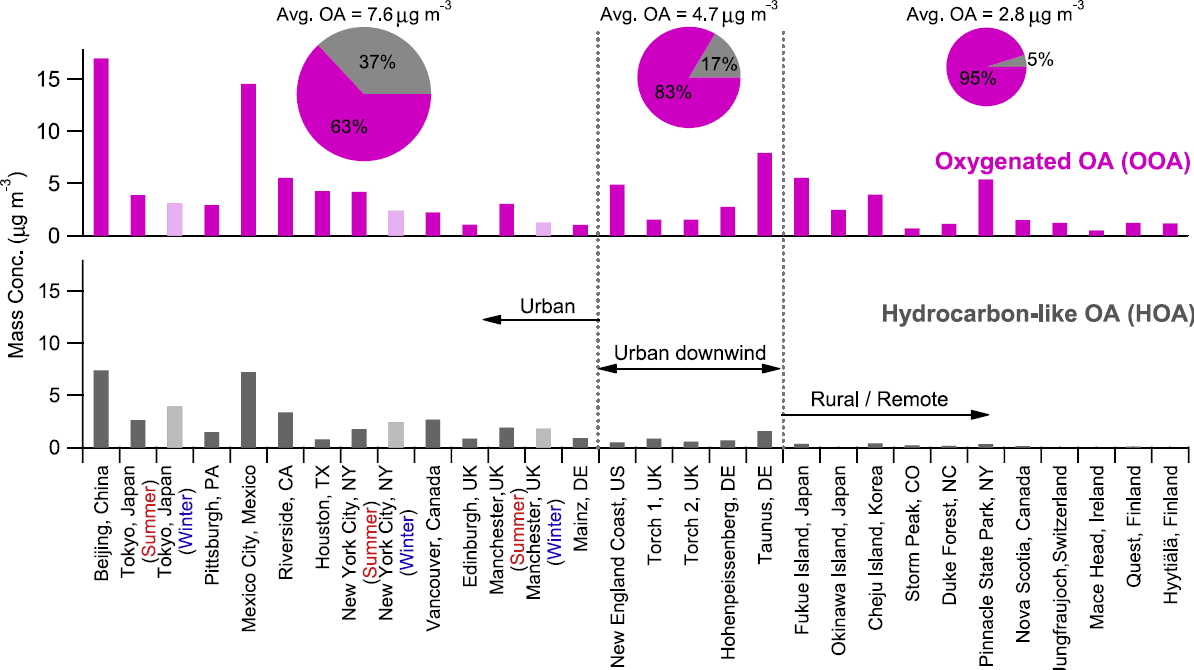 Avg. OA = 7.6 μg m⁻³
Avg. OA = 4.7 μg m⁻³
Avg. OA = 2.8 μg m⁻³
37%
63%
17%
83%
5%
95%
Oxygenated OA (OOA)
15
10
5
0
Mass Conc. (μg m⁻³)
Hydrocarbon-like OA (HOA)
Urban
Urban downwind
Rural / Remote
15
10
5
0
Beijing, China
Tokyo, Japan
(Summer)
Tokyo, Japan
(Winter)
Pittsburgh, PA
Mexico City, Mexico
Riverside, CA
Houston, TX
New York City, NY
(Summer)
New York City, NY
(Winter)
Vancouver, Canada
Edinburgh, UK
Manchester,UK
(Summer)
Manchester, UK
(Winter)
Mainz, DE
New England Coast, US
Torch 1, UK
Torch 2, UK
Hohenpeissenberg, DE
Taunus, DE
Fukue Island, Japan
Okinawa Island, Japan
Cheju Island, Korea
Storm Peak, CO
Duke Forest, NC
Pinnacle State Park, NY
Nova Scotia, Canada
Jungfraujoch,Switzerland
Mace Head, Ireland
Quest, Finland
Hyytiälä, Finland